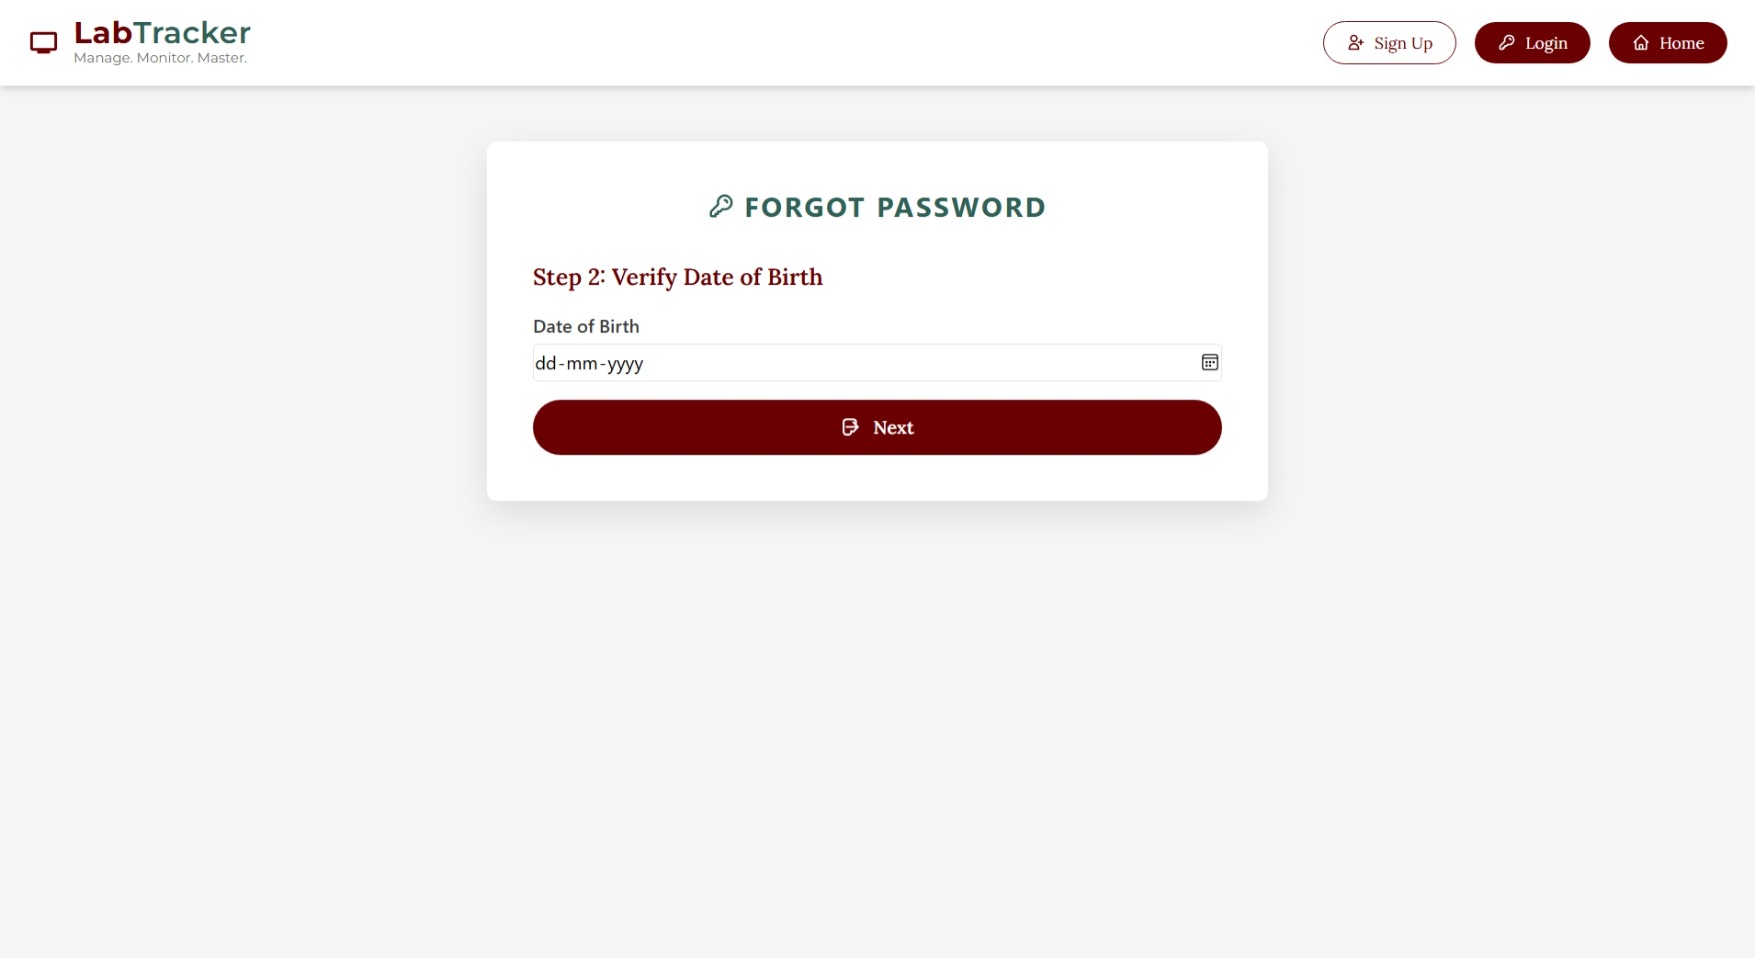 LabTracker
Manage. Monitor. Master.
Sign Up
Login
Home
FORGOT PASSWORD
Step 2: Verify Date of Birth
Date of Birth
dd-mm-yyyy
Next